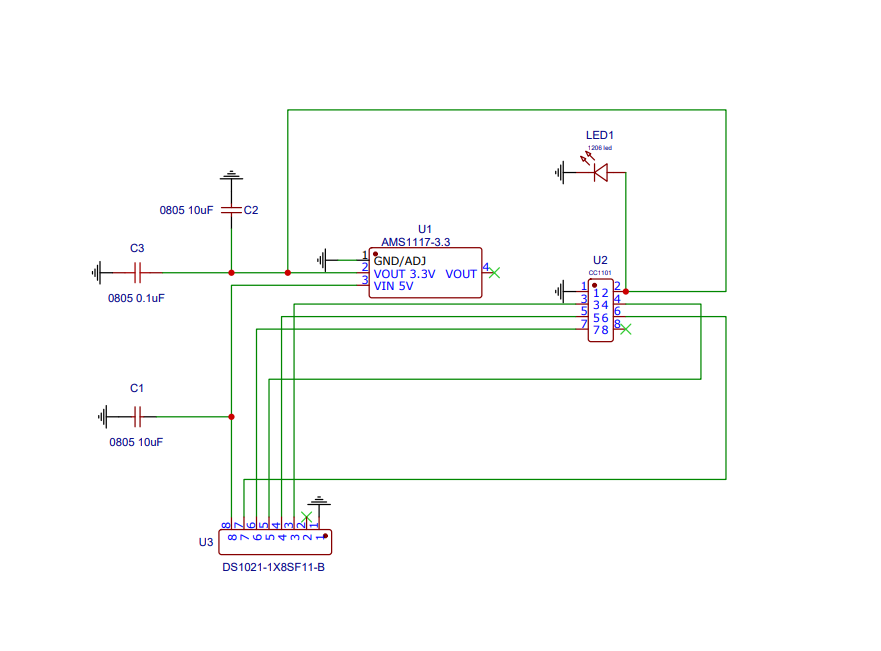 LED1
1206 led
0805 10uF
C2
U1
AMS1117-3.3
C3
0805 0.1uF
1
GND/ADJ
2
VOUT 3.3V
VOUT
4
3
VIN 5V
U2
CC1101
1
1 2
2
3
3 4
4
5
5 6
6
7
7 8
8
C1
0805 10uF
8 7 6 5 4 3 2 1
8 7 6 5 4 3 2 1
U3
DS1021-1X8SF11-B